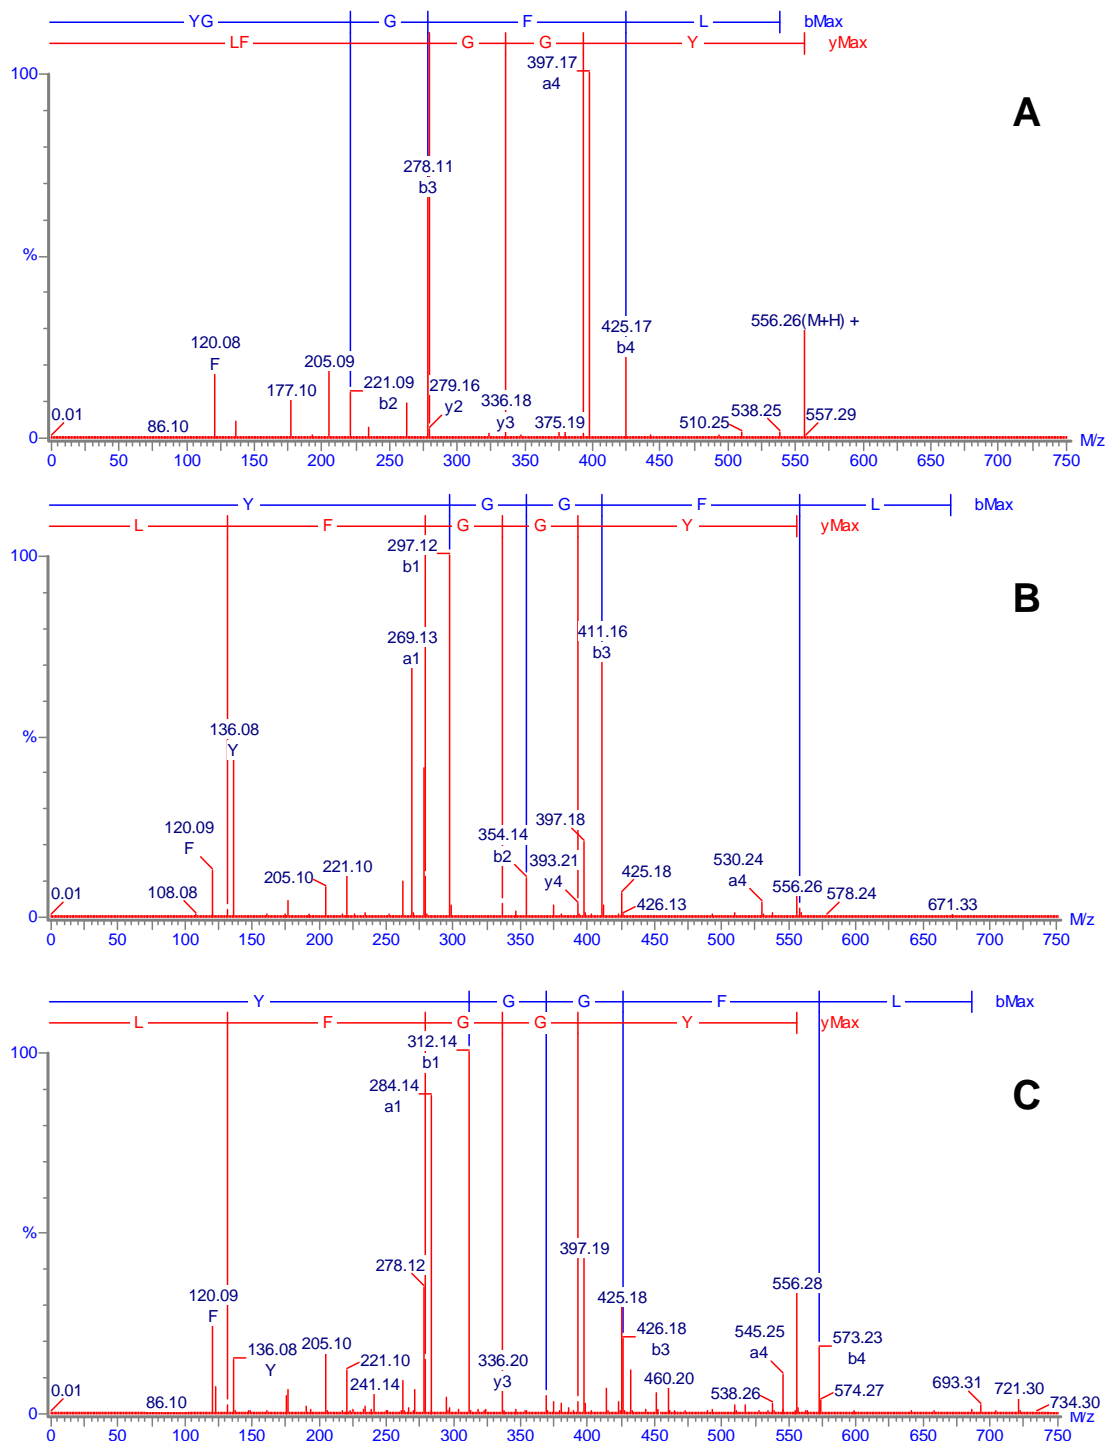 YG G F L bMax
LF G G Y yMax
100
397.17
a4
A
278.11
b3
%
556.26(M+H) +
425.17
b4
120.08
F
205.09
177.10
221.09
b2
279.16
y2
336.18
y3
375.19
510.25
538.25
557.29
0.01
86.10
0
0 50 100 150 200 250 300 350 400 450 500 550 600 650 700 750 M/z
Y G G F L bMax
L F G G Y yMax
100
297.12
b1
B
411.16
b3
269.13
a1
136.08
Y
%
120.09
F
354.14
b2
397.18
393.21
y4
425.18
426.13
530.24
a4
556.26
578.24
671.33
205.10
221.10
108.08
0.01
0
0 50 100 150 200 250 300 350 400 450 500 550 600 650 700 750 M/z
Y G G F L bMax
L F G G Y yMax
100
312.14
b1
C
284.14
a1
%
397.19
278.12
556.28
425.18
120.09
F
426.18
b3
545.25
a4
573.23
b4
136.08
Y
205.10
221.10
241.14
336.20
y3
460.20
538.26
574.27
693.31
721.30
734.30
0.01
86.10
0
0 50 100 150 200 250 300 350 400 450 500 550 600 650 700 750 M/z